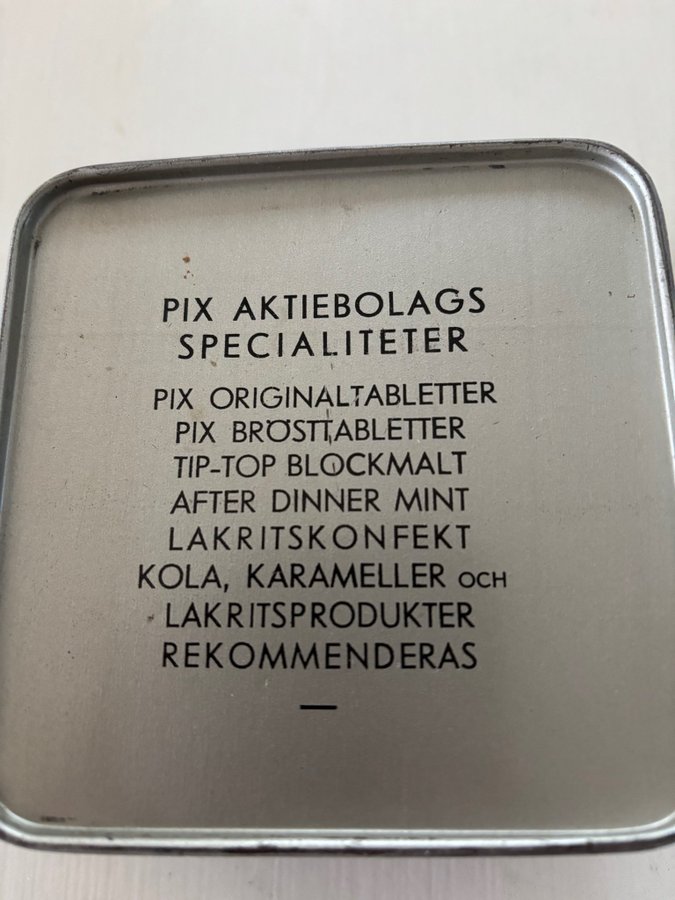 PIX AKTIEBOLAGS
SPECIALITETER
PIX ORIGINALTABLETTER
PIX BRÖSTTABLETTER
TIP-TOP BLOCKMALT
AFTER DINNER MINT
LAKRITSKONFEKT
KOLA, KARAMELLER OCH
LAKRITSPRODUKTER
REKOMMENDERAS
—